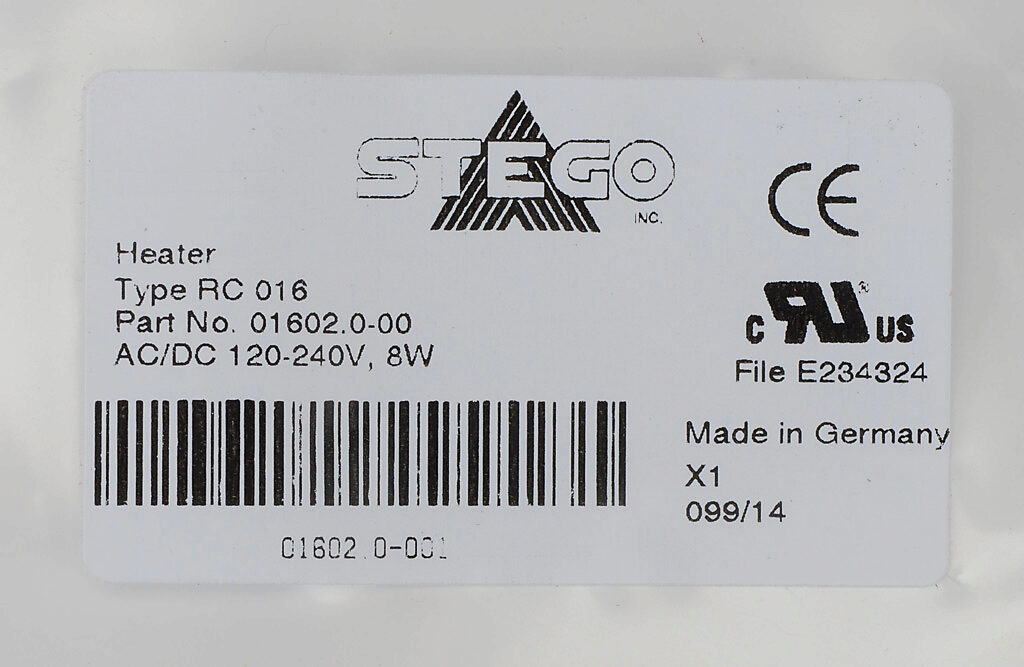 STEGO
INC.
CE
Heater
Type RC 016
Part No. 01602.0-00
AC/DC 120-240V, 8W
C RU® US
File E234324
Made in Germany
X1
099/14
01602.0-001